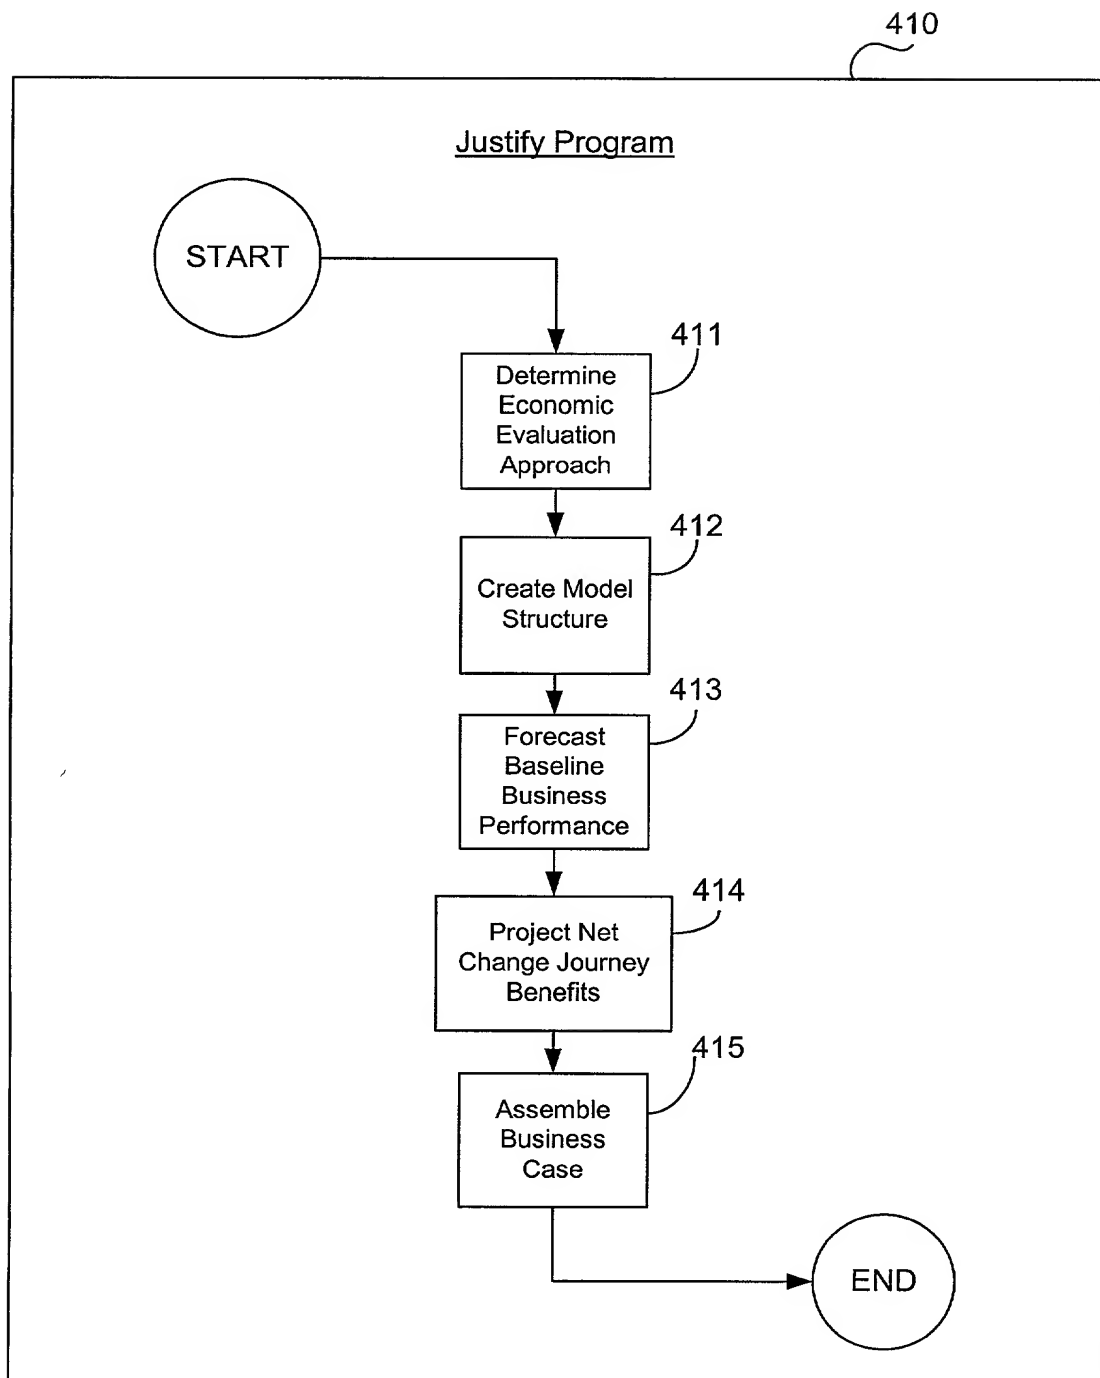 410
Justify Program
START
411
Determine
Economic
Evaluation
Approach
412
Create Model
Structure
413
Forecast
Baseline
Business
Performance
414
Project Net
Change Journey
Benefits
415
Assemble
Business
Case
END